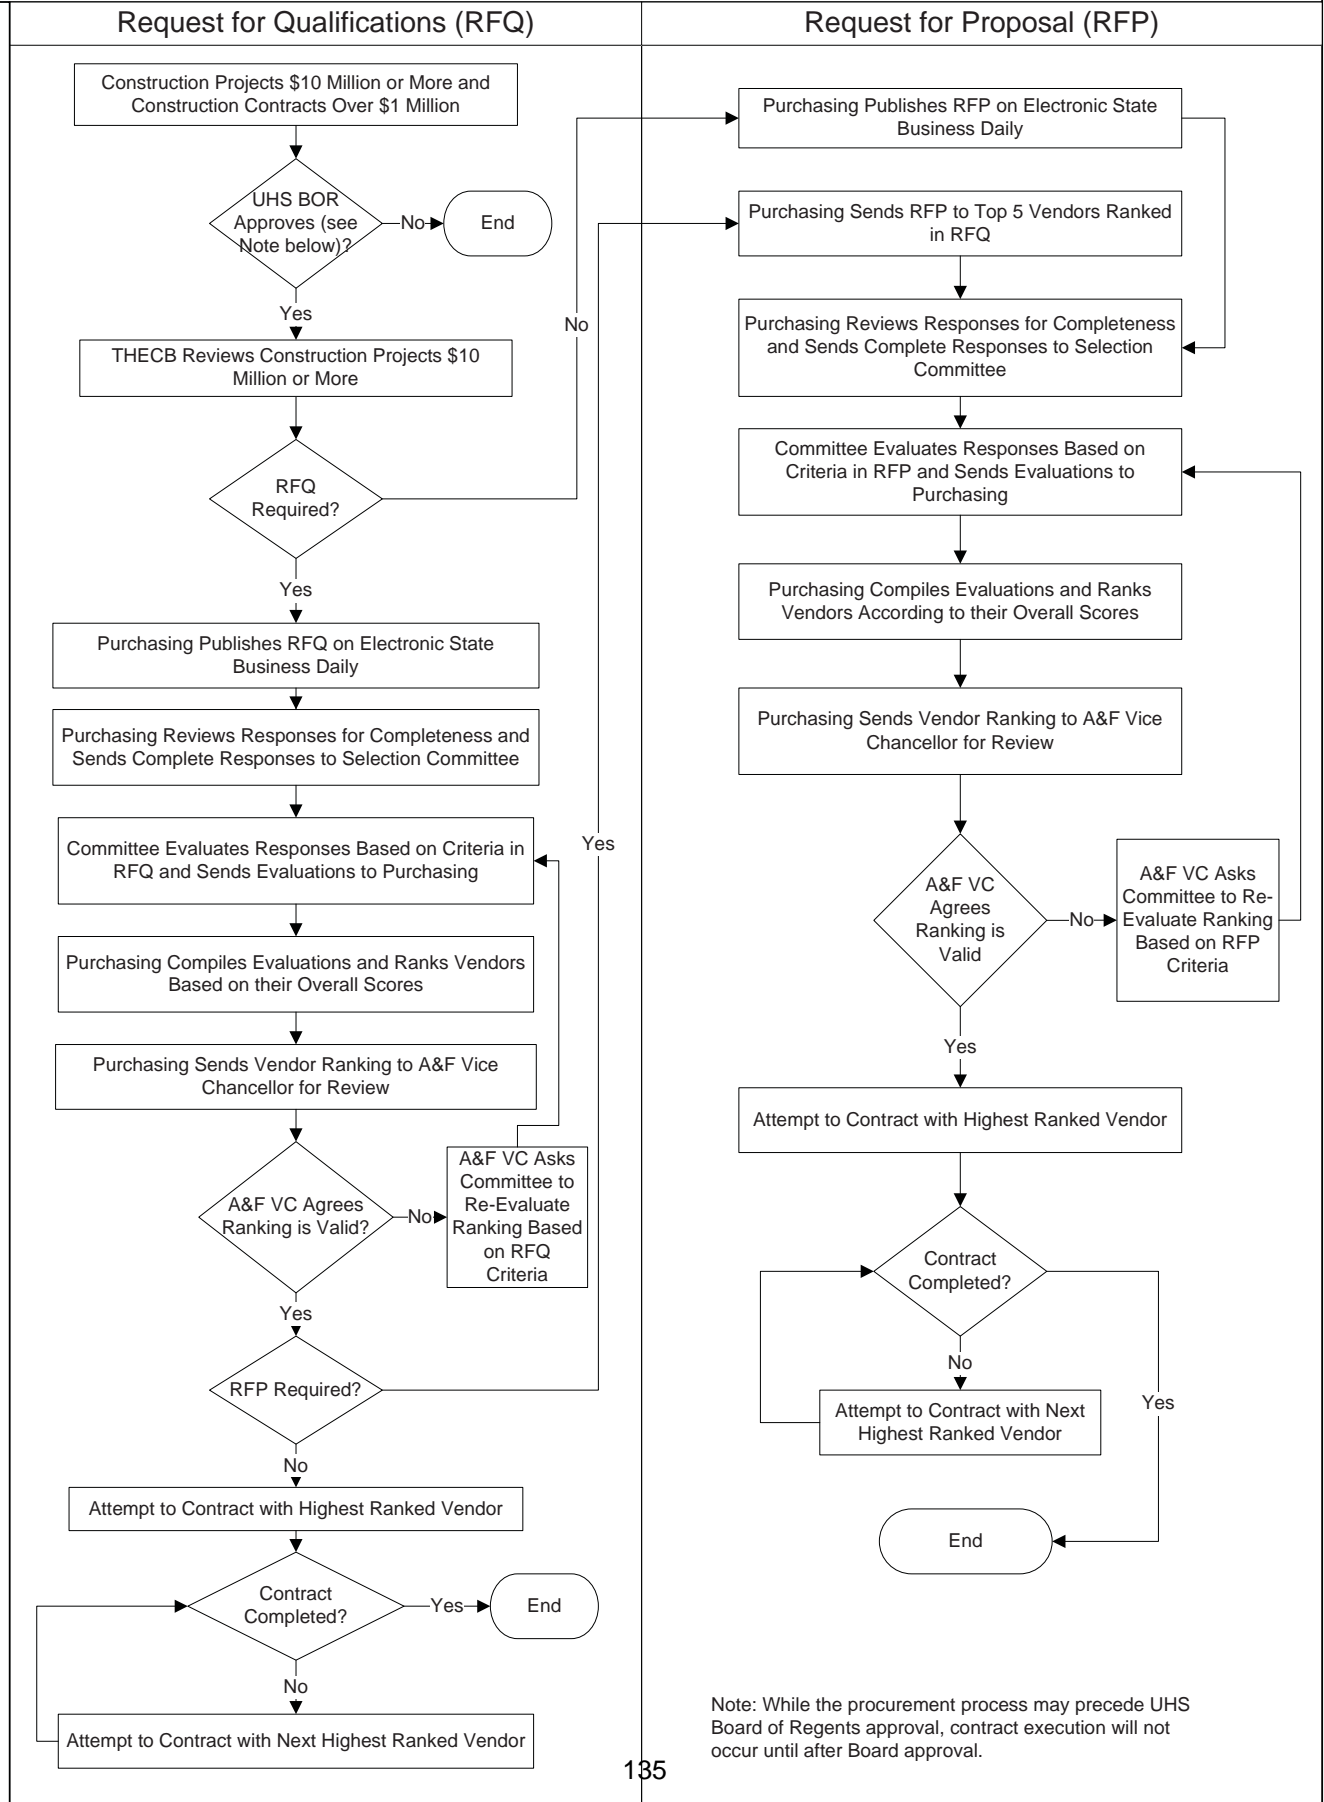 Request for Qualifications (RFQ)
Construction Projects $10 Million or More and
Construction Contracts Over $1 Million
UHS BOR
Approves (see
Note below)?
No
End
Yes
THECB Reviews Construction Projects $10
Million or More
RFQ
Required?
No
Yes
Purchasing Publishes RFQ on Electronic State
Business Daily
Purchasing Reviews Responses for Completeness and
Sends Complete Responses to Selection Committee
Committee Evaluates Responses Based on Criteria in
RFQ and Sends Evaluations to Purchasing
Yes
Purchasing Compiles Evaluations and Ranks Vendors
Based on their Overall Scores
Purchasing Sends Vendor Ranking to A&F Vice
Chancellor for Review
A&F VC Agrees
Ranking is Valid?
No
A&F VC Asks
Committee to
Re-Evaluate
Ranking Based
on RFQ
Criteria
Yes
RFP Required?
No
Attempt to Contract with Highest Ranked Vendor
Contract
Completed?
Yes
End
No
Attempt to Contract with Next Highest Ranked Vendor
Request for Proposal (RFP)
Purchasing Publishes RFP on Electronic State
Business Daily
Purchasing Sends RFP to Top 5 Vendors Ranked
in RFQ
Purchasing Reviews Responses for Completeness
and Sends Complete Responses to Selection
Committee
Committee Evaluates Responses Based on
Criteria in RFP and Sends Evaluations to
Purchasing
Purchasing Compiles Evaluations and Ranks
Vendors According to their Overall Scores
Purchasing Sends Vendor Ranking to A&F Vice
Chancellor for Review
A&F VC
Agrees
Ranking is
Valid
No
A&F VC Asks
Committee to Re-
Evaluate Ranking
Based on RFP
Criteria
Yes
Attempt to Contract with Highest Ranked Vendor
Contract
Completed?
No
Yes
Attempt to Contract with Next
Highest Ranked Vendor
End
Note: While the procurement process may precede UHS
Board of Regents approval, contract execution will not
occur until after Board approval.
135